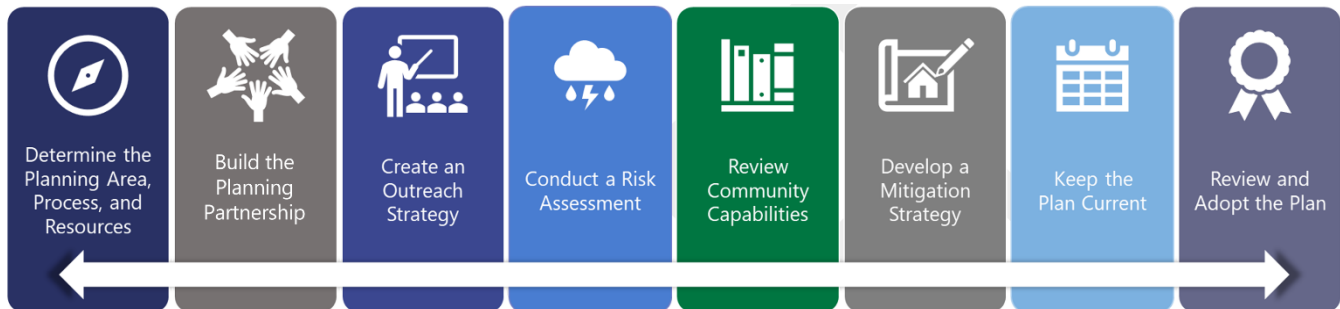 Determine the
Planning Area,
Process, and
Resources
Build the
Planning
Partnership
Create an
Outreach
Strategy
Conduct a Risk
Assessment
Review
Community
Capabilities
Develop a
Mitigation
Strategy
Keep the
Plan Current
Review and
Adopt the Plan